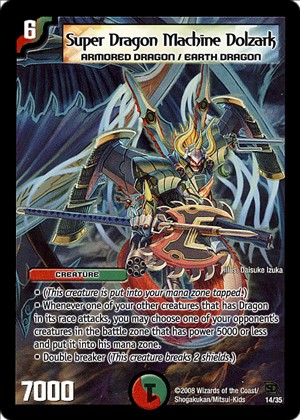 6
Super Dragon Machine Dolzark
ARMORED DRAGON / EARTH DRAGON
Illus. Daisuke Izuka
CREATURE
• (This creature is put into your mana zone tapped.)
• Whenever one of your other creatures that has Dragon
in its race attacks, you may choose one of your opponent's
creatures in the battle zone that has power 5000 or less
and put it into his mana zone.
• Double breaker (This creature breaks 2 shields.)
7000
1
©2008 Wizards of the Coast/
Shogakukan/Mitsui-Kids
14/35